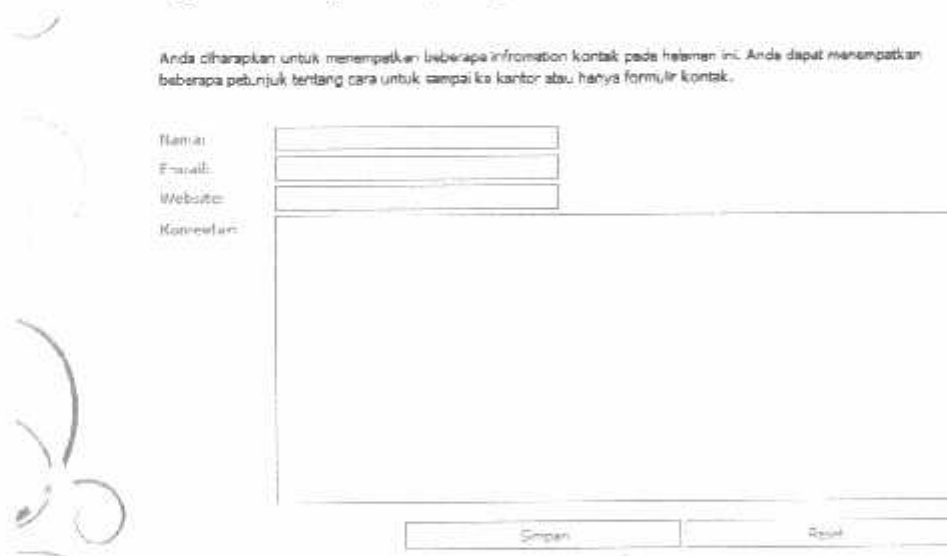 Anda diharapkan untuk menempatkan beberapa infromation kontak pada halaman ini. Anda dapat menempatkan
beberapa petunjuk tentang cara untuk sampai ke kantor atau hanya formulir kontak.
Nama:
E-mail:
Website:
Komentar:
Simpan
Reset